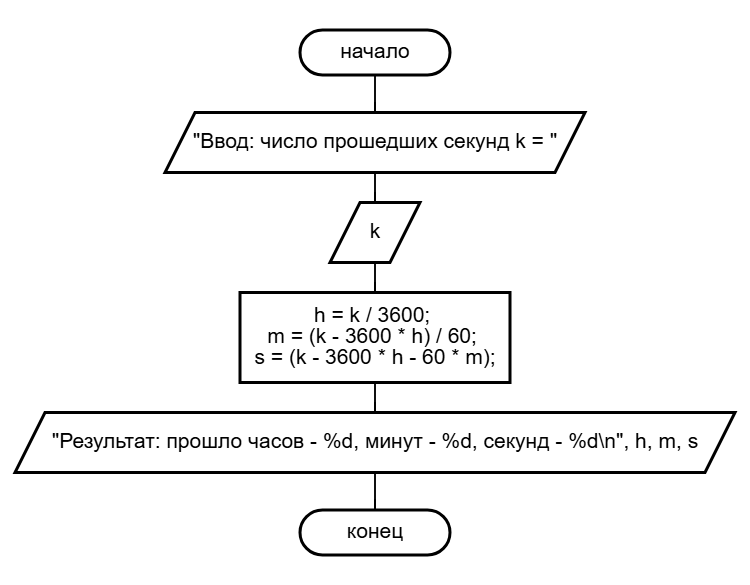 начало
"Ввод: число прошедших секунд k = "
k
h = k / 3600;
m = (k - 3600 * h) / 60;
s = (k - 3600 * h - 60 * m);
"Результат: прошло часов - %d, минут - %d, секунд - %d\n", h, m, s
конец